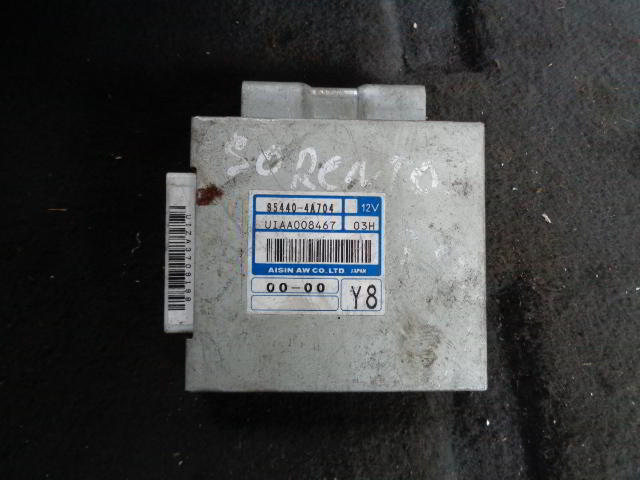 SORENTO
95440-4A704 12V
UIAA008467 03H
AISIN AW CO.,LTD. JAPAN
00-00 Y8